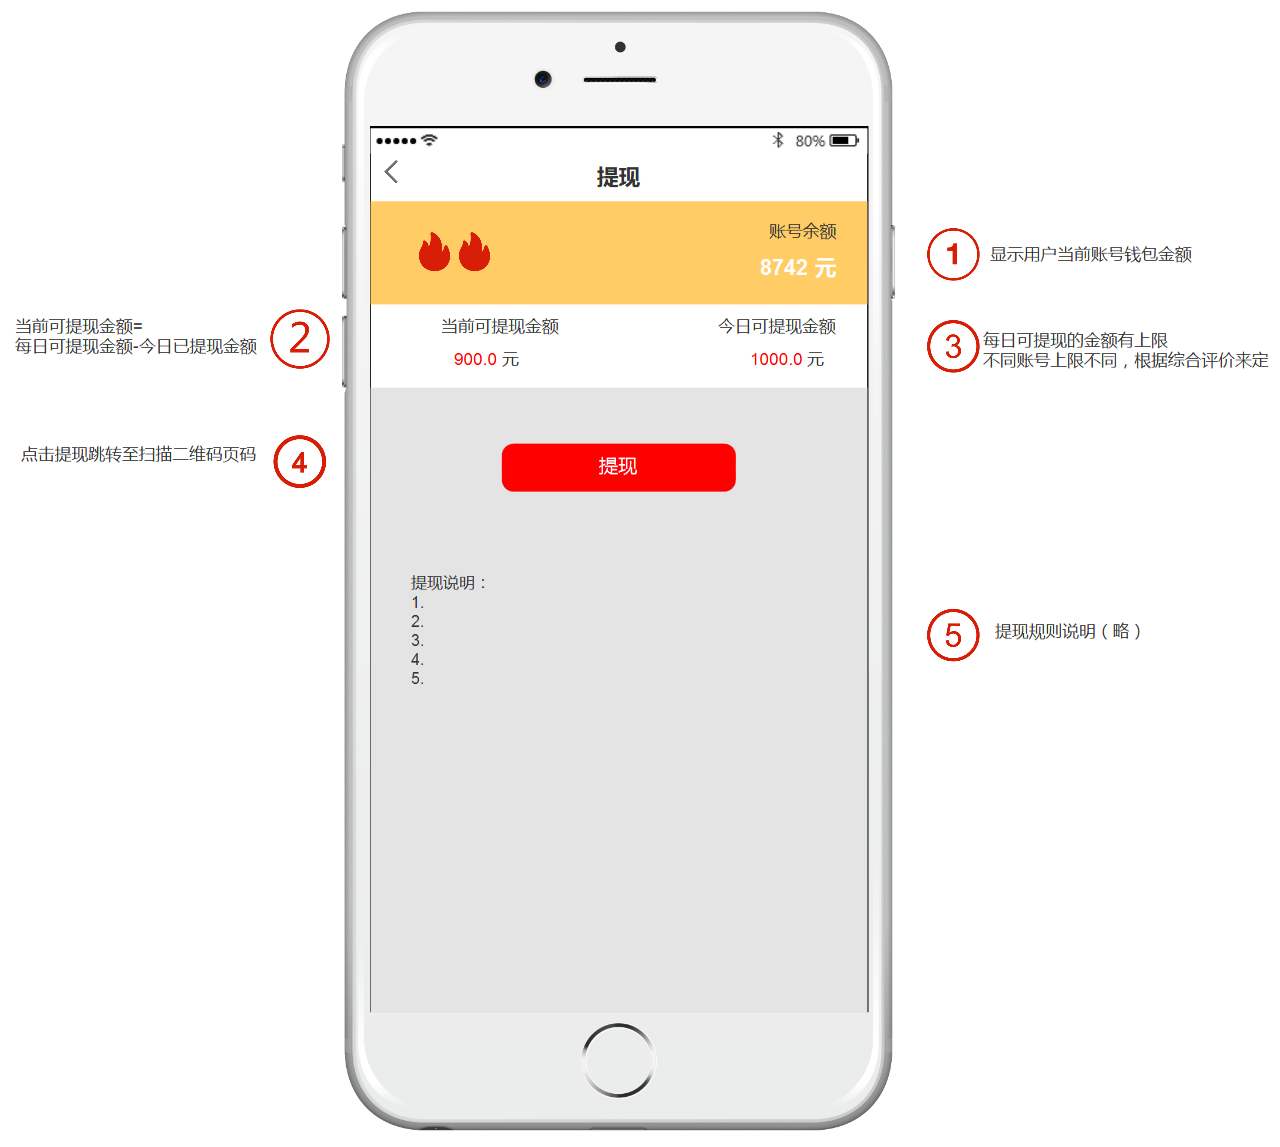 80%
提现
账号余额
8742 元
1
显示用户当前账号钱包金额
当前可提现金额=
每日可提现金额-今日已提现金额
2
当前可提现金额
900.0 元
今日可提现金额
1000.0 元
3
每日可提现的金额有上限
不同账号上限不同，根据综合评价来定
点击提现跳转至扫描二维码页码
4
提现
提现说明：
1.
2.
3.
4.
5.
5
提现规则说明（略）